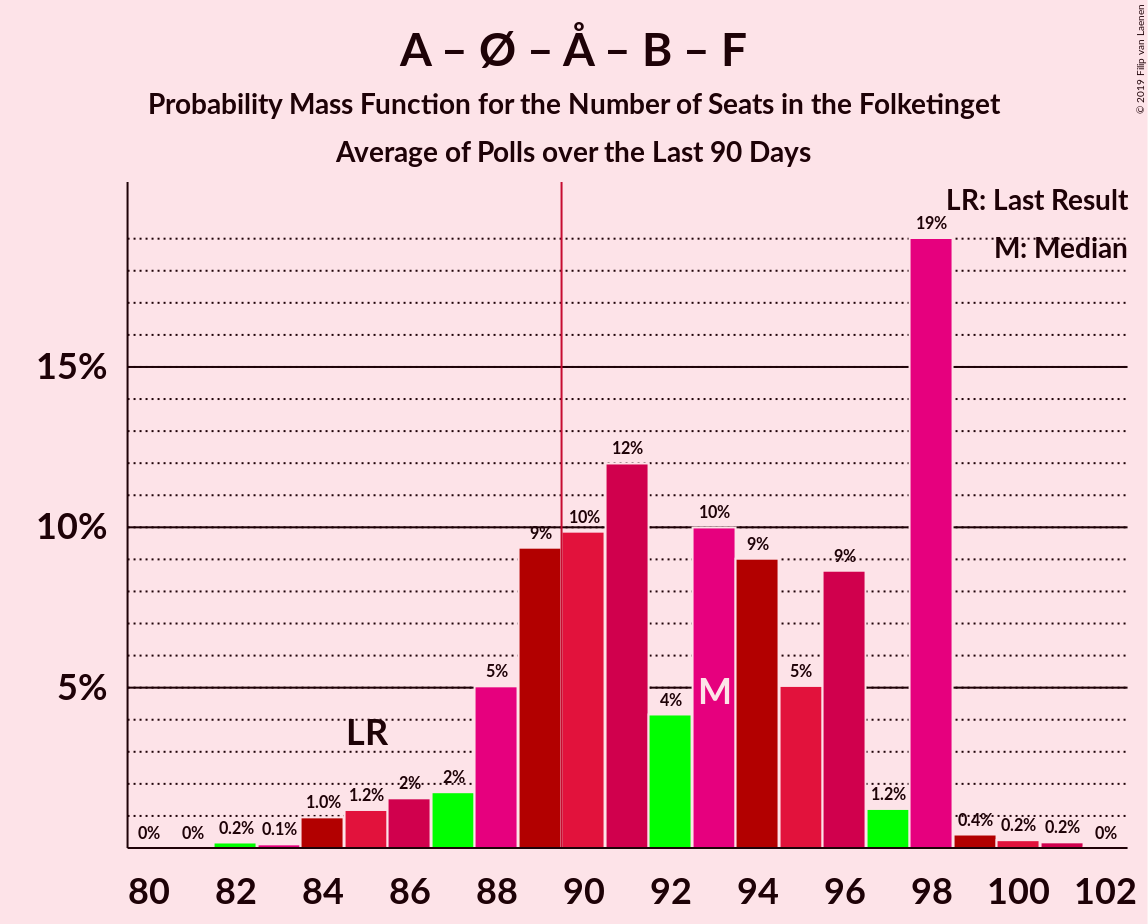 A – Ø – Å – B – F
Probability Mass Function for the Number of Seats in the Folketinget
Average of Polls over the Last 90 Days
© 2019 Filip van Laenen
LR: Last Result
M: Median
19%
15%
12%
10%
10%
10%
9%
9%
9%
5%
5%
5%
4%
M
LR
2%
2%
1.2%
1.0%
1.2%
0%
0%
0.2%
0.1%
0.4%
0.2%
0.2%
0%
80 82 84 86 88 90 92 94 96 98 100 102